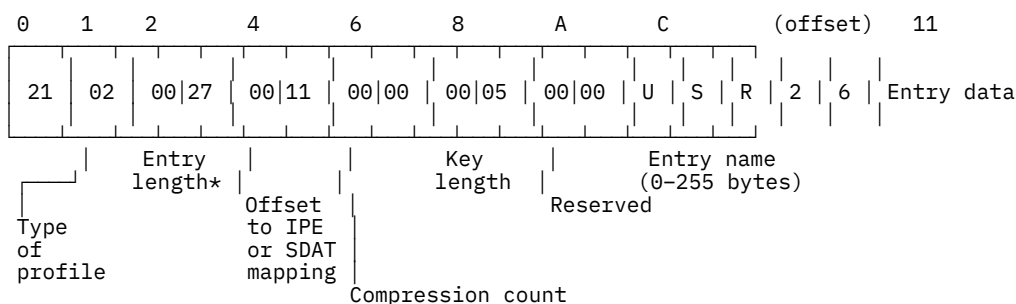 0 1 2 4 6 8 A C (offset) 11
21 02 00|27 00|11 00|00 00|05 00|00 U S R 2 6 Entry data
Entry Key Entry name
length* length (0-255 bytes)
Offset Reserved
Type to IPE
of or SDAT
profile mapping
Compression count